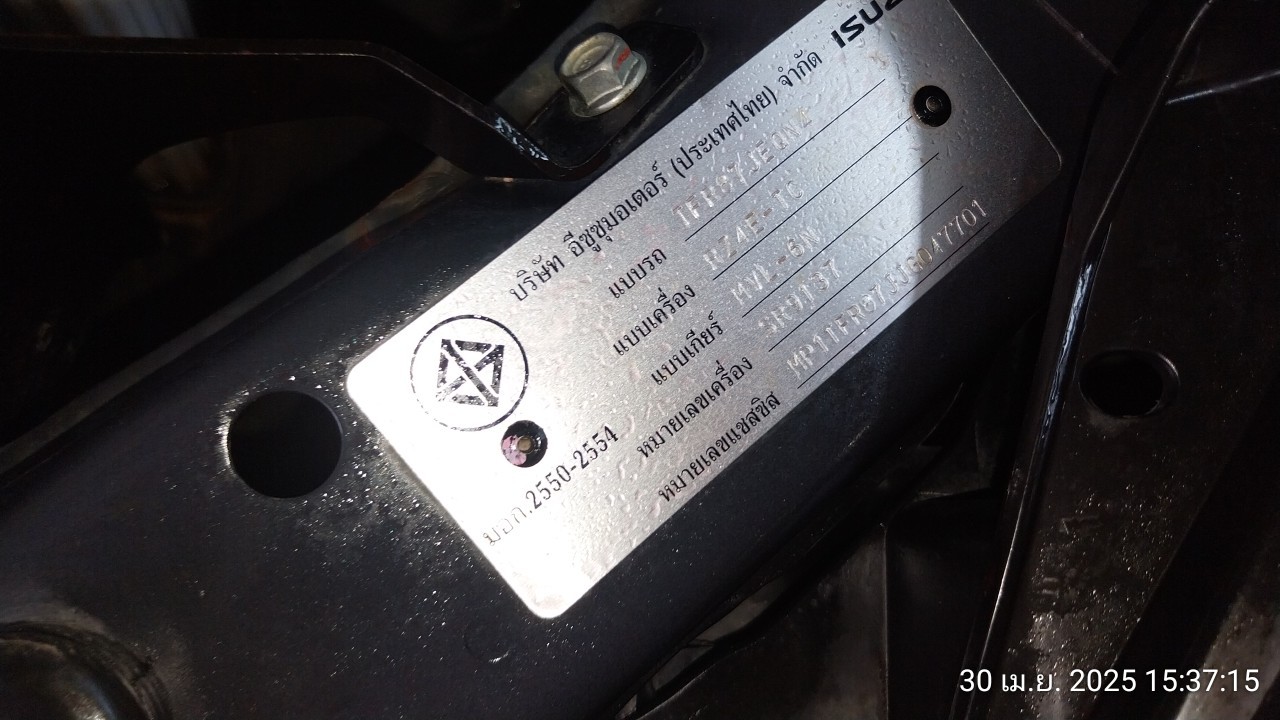 ISUZ
บริษัท อีซูซุมอเตอร์ (ประเทศไทย) จำกัด
แบบรถ
แบบเครื่อง RZ4E-TC
แบบเกียร์ MVL-6N
หมายเลขเครื่อง
หมายเลขแชสซิส
มอก.2550-2554
30 เม.ย. 2025 15:37:15